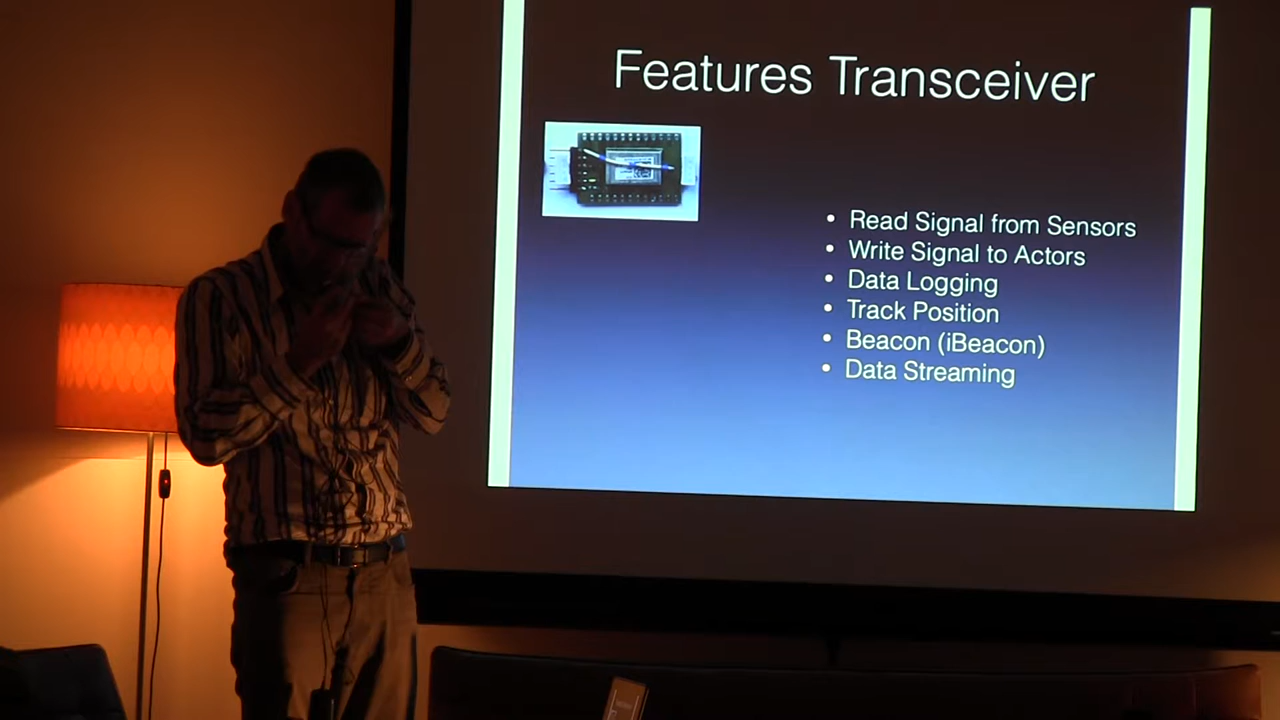 Features Transceiver
• Read Signal from Sensors
• Write Signal to Actors
• Data Logging
• Track Position
• Beacon (iBeacon)
• Data Streaming